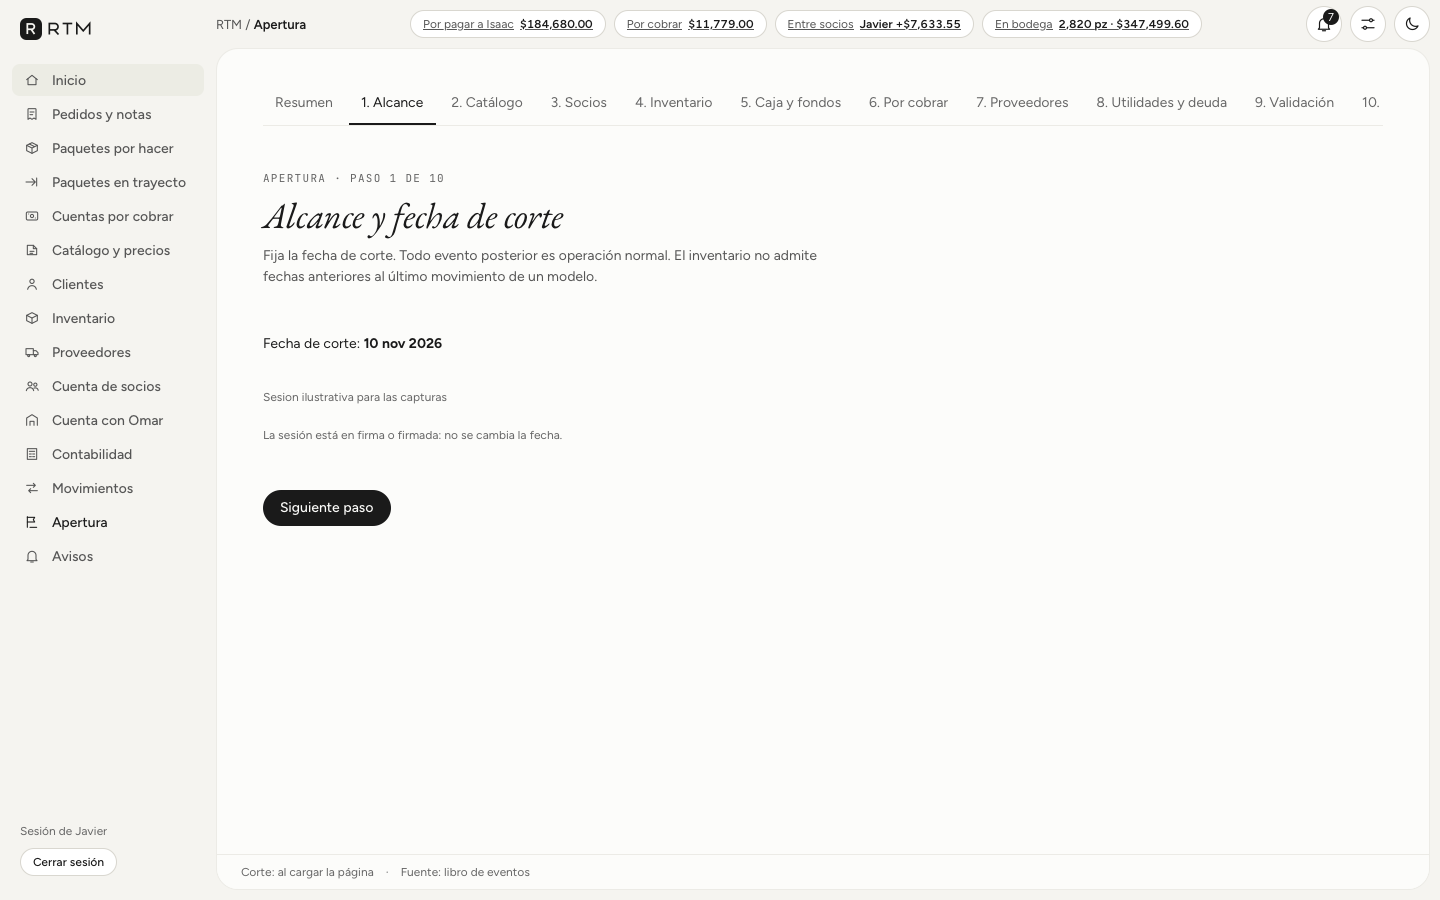 R RTM
RTM / Apertura
Por pagar a Isaac $184,680.00
Por cobrar $11,779.00
Entre socios Javier +$7,633.55
En bodega 2,820 pz · $347,499.60
7
Inicio
Pedidos y notas
Paquetes por hacer
Paquetes en trayecto
Cuentas por cobrar
Catálogo y precios
Clientes
Inventario
Proveedores
Cuenta de socios
Cuenta con Omar
Contabilidad
Movimientos
Apertura
Avisos
Sesión de Javier
Cerrar sesión
Resumen 1. Alcance 2. Catálogo 3. Socios 4. Inventario 5. Caja y fondos 6. Por cobrar 7. Proveedores 8. Utilidades y deuda 9. Validación 10.
APERTURA · PASO 1 DE 10
Alcance y fecha de corte
Fija la fecha de corte. Todo evento posterior es operación normal. El inventario no admite
fechas anteriores al último movimiento de un modelo.
Fecha de corte: 10 nov 2026
Sesion ilustrativa para las capturas
La sesión está en firma o firmada: no se cambia la fecha.
Siguiente paso
Corte: al cargar la página · Fuente: libro de eventos